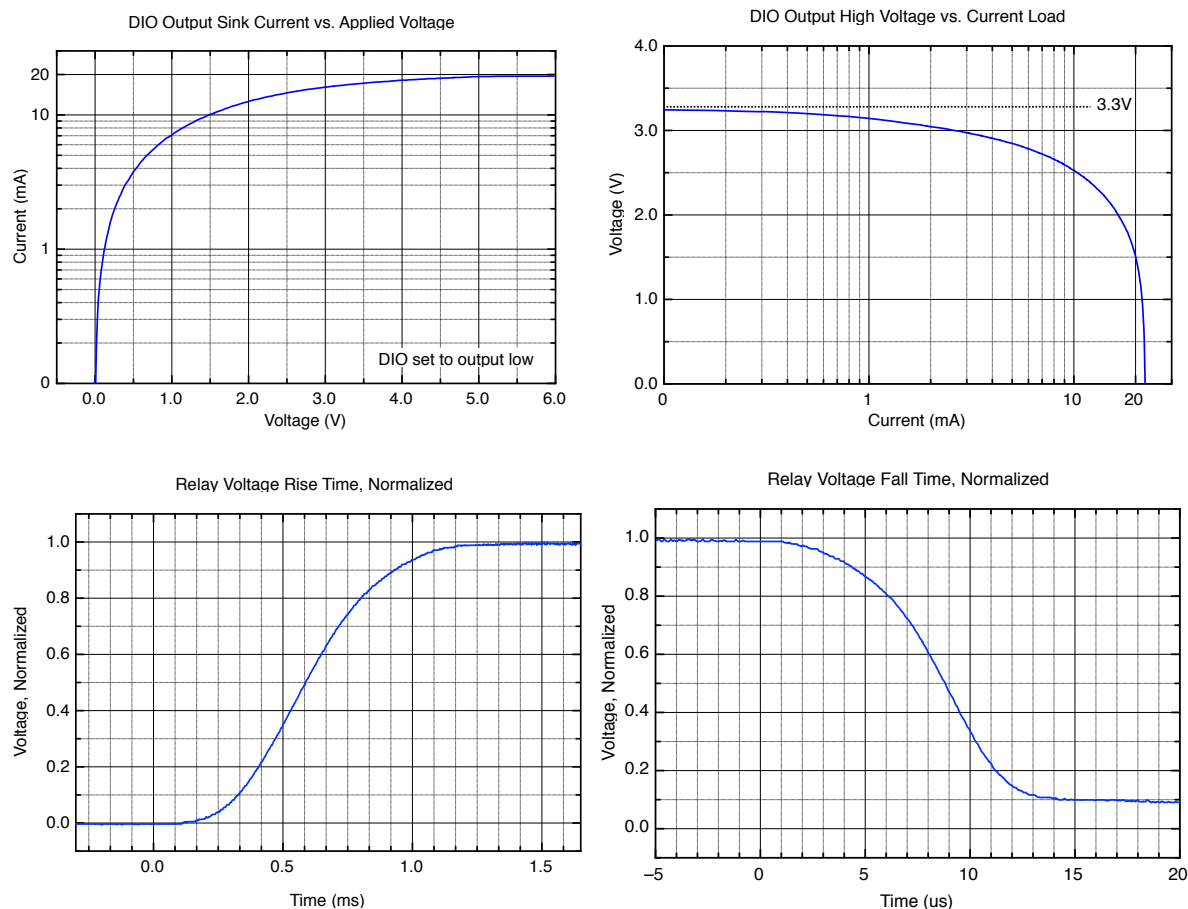 DIO Output Sink Current vs. Applied Voltage
20
10
1
0
Current (mA)
DIO set to output low
0.0 1.0 2.0 3.0 4.0 5.0 6.0
Voltage (V)
DIO Output High Voltage vs. Current Load
4.0
3.0
2.0
1.0
0.0
Voltage (V)
3.3V
0 1 10 20
Current (mA)
Relay Voltage Rise Time, Normalized
1.0
0.8
0.6
0.4
0.2
0.0
Voltage, Normalized
0.0 0.5 1.0 1.5
Time (ms)
Relay Voltage Fall Time, Normalized
1.0
0.8
0.6
0.4
0.2
0.0
Voltage, Normalized
–5 0 5 10 15 20
Time (us)